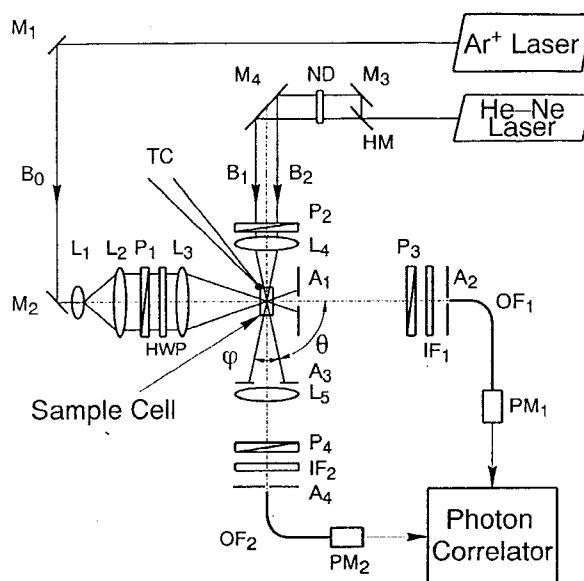 M1
Ar+ Laser
M4
ND
M3
He–Ne
Laser
HM
TC
B0
B1
B2
P2
L1
L2
P1
L3
L4
A1
P3
A2
M2
HWP
OF1
IF1
φ
θ
A3
L5
Sample Cell
PM1
P4
IF2
A4
OF2
PM2
Photon
Correlator